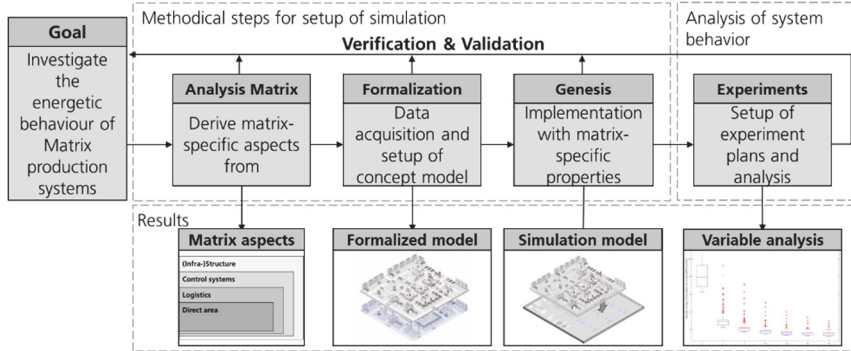 Methodical steps for setup of simulation
Analysis of system
behavior
Goal
Investigate
the
energetic
behaviour of
Matrix
production
systems
Verification & Validation
Analysis Matrix
Derive matrix-
specific aspects
from
Formalization
Data
acquisition and
setup of
concept model
Genesis
Implementation
with matrix-
specific
properties
Experiments
Setup of
experiment
plans and
analysis
Results
Matrix aspects
(Infra-)Structure
Control systems
Logistics
Direct area
Formalized model
Simulation model
Variable analysis